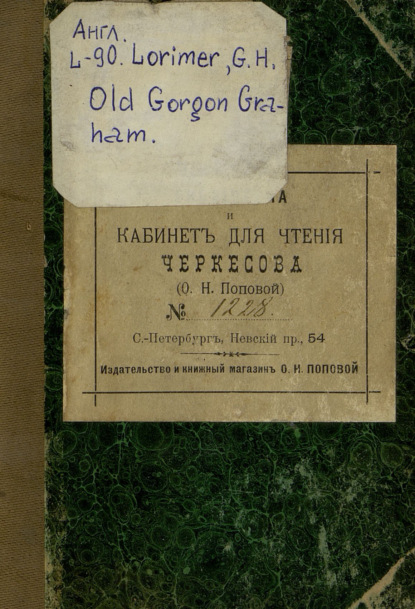 Англ.
L-90. Lorimer, G. H.
Old Gorgon Gra-
ham.
ТА
и
КАБИНЕТЪ ДЛЯ ЧТЕНІЯ
ЧЕРКЕСОВА
(О. Н. Поповой)
№ 1228.
С.-Петербургъ, Невскій пр., 54
Издательство и книжный магазинъ О. Н. ПОПОВОЙ